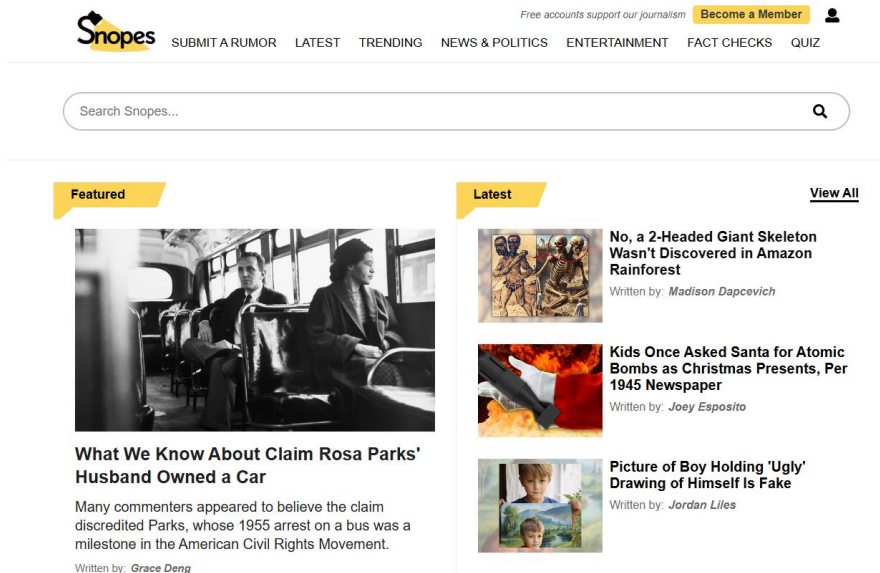 Free accounts support our journalism Become a Member
Snopes
SUBMIT A RUMOR LATEST TRENDING NEWS & POLITICS ENTERTAINMENT FACT CHECKS QUIZ
Search Snopes...
Featured
What We Know About Claim Rosa Parks'
Husband Owned a Car
Many commenters appeared to believe the claim
discredited Parks, whose 1955 arrest on a bus was a
milestone in the American Civil Rights Movement.
Written by: Grace Deng
Latest
View All
No, a 2-Headed Giant Skeleton
Wasn't Discovered in Amazon
Rainforest
Written by: Madison Dapcevich
Kids Once Asked Santa for Atomic
Bombs as Christmas Presents, Per
1945 Newspaper
Written by: Joey Esposito
Picture of Boy Holding 'Ugly'
Drawing of Himself Is Fake
Written by: Jordan Liles